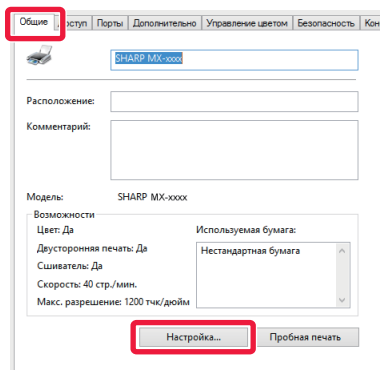 Общие Доступ Порты Дополнительно Управление цветом Безопасность Кон
SHARP MX-xxxx
Расположение:
Комментарий:
Модель: SHARP MX-xxxx
Возможности
Цвет: Да Используемая бумага:
Двусторонняя печать: Да Нестандартная бумага
Сшиватель: Да
Скорость: 40 стр./мин.
Макс. разрешение: 1200 тчк/дюйм
Настройка... Пробная печать